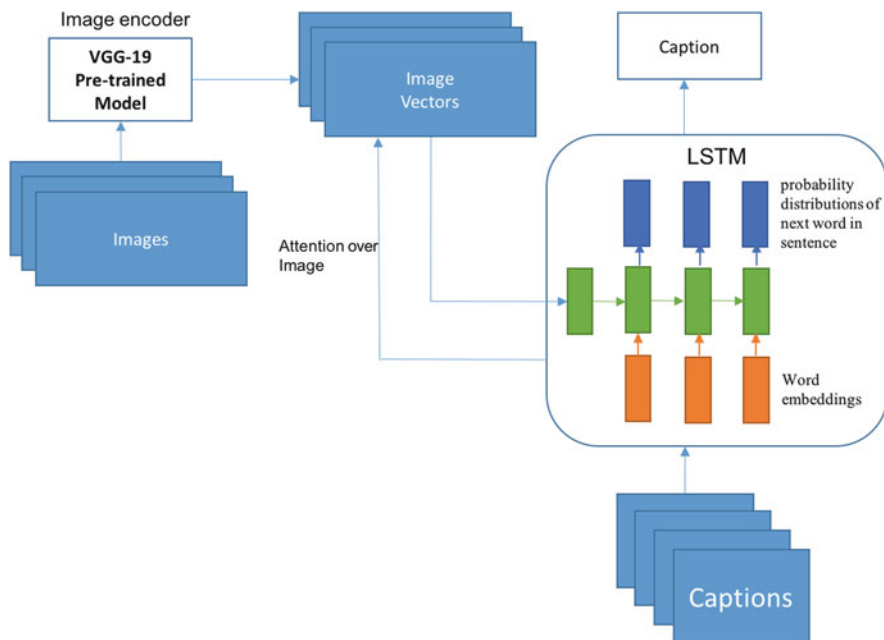 Image encoder
VGG-19
Pre-trained
Model
Image
Vectors
Caption
Images
Attention over
Image
LSTM
probability
distributions of
next word in
sentence
Word
embeddings
Captions